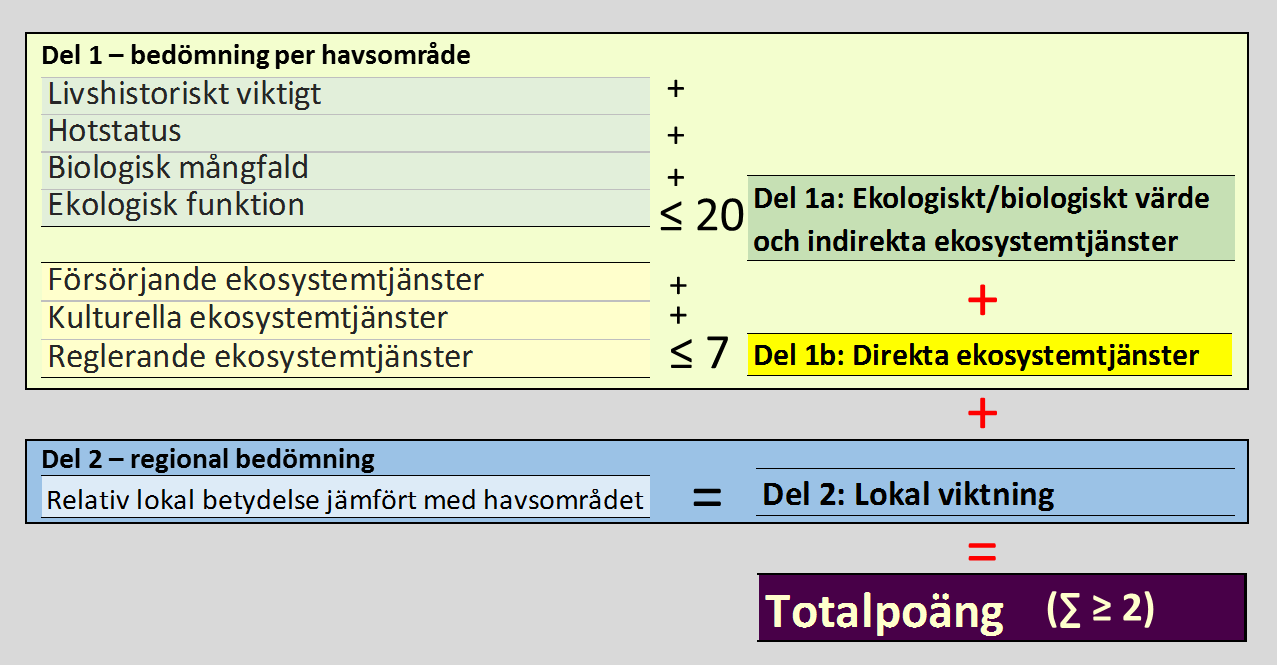 Del 1 – bedömning per havsområde
Livshistoriskt viktigt +
Hotstatus +
Biologisk mångfald +
Ekologisk funktion ≤ 20
Del 1a: Ekologiskt/biologiskt värde
och indirekta ekosystemtjänster
+
Försörjande ekosystemtjänster +
Kulturella ekosystemtjänster +
Reglerande ekosystemtjänster ≤ 7 Del 1b: Direkta ekosystemtjänster
+
Del 2 – regional bedömning
Relativ lokal betydelse jämfört med havsområdet = Del 2: Lokal viktning
=
Totalpoäng (∑ ≥ 2)